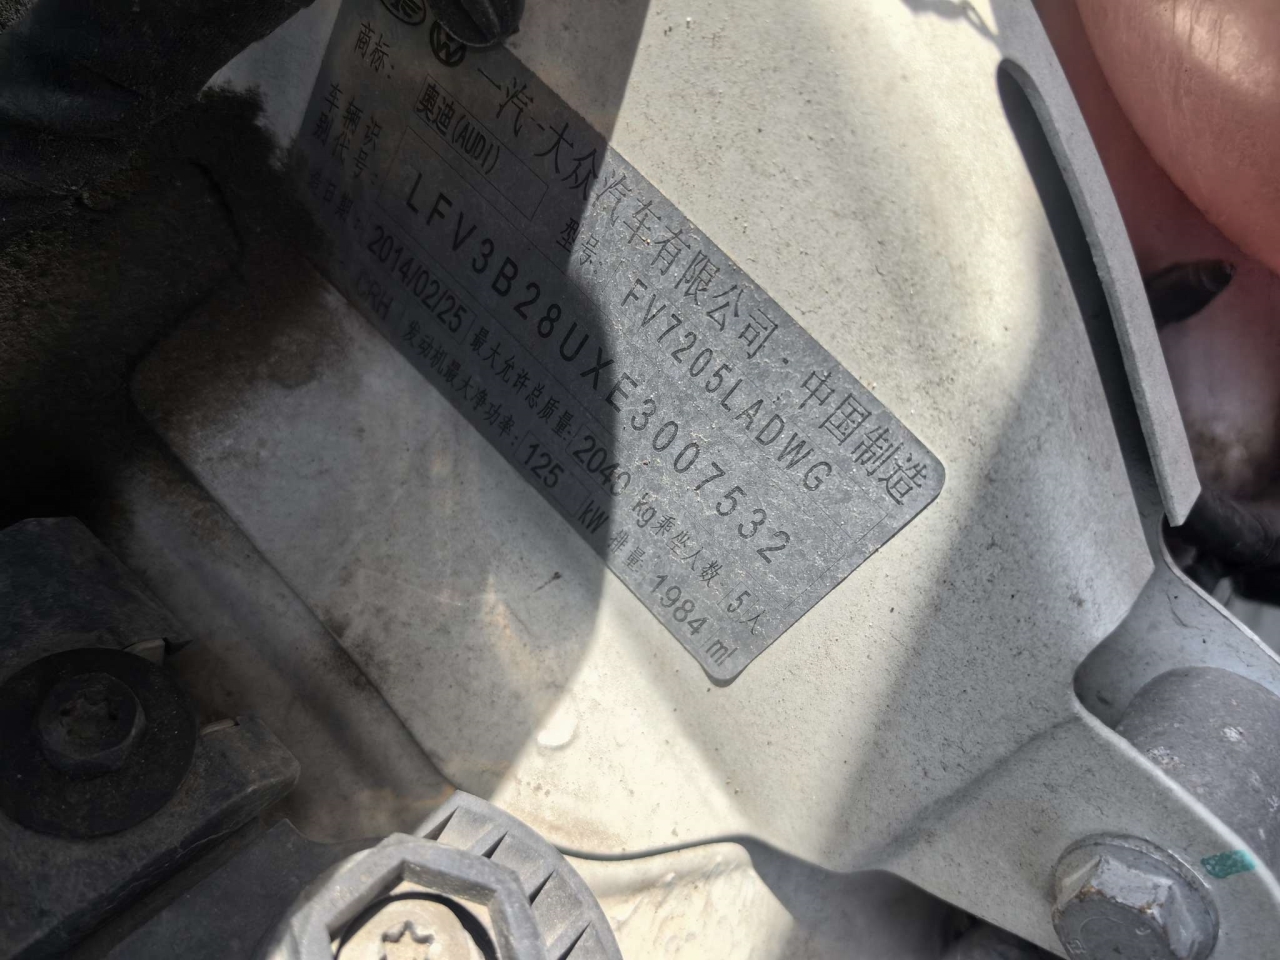 一汽-大众汽车有限公司·中国制造
商标: 奥迪(AUDI) 型号: FV7205LADWG
车辆识别代号: LFV3B28UXE3007532
日期: 2014/02/25 最大允许总质量: 2040 kg 乘坐人数 5人
CRH 发动机最大净功率: 125 kW 排量: 1984 ml